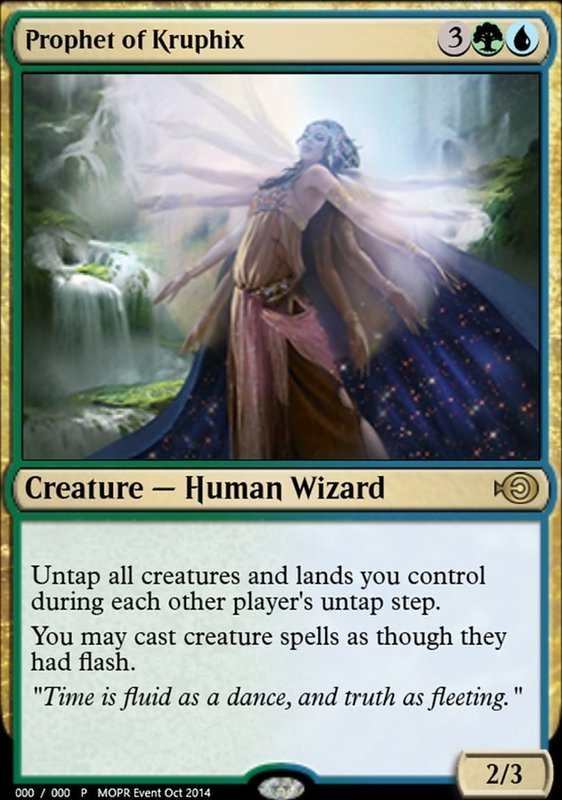 Prophet of Kruphix 3
Creature — Human Wizard
Untap all creatures and lands you control
during each other player's untap step.
You may cast creature spells as though they
had flash.
"Time is fluid as a dance, and truth as fleeting."
2/3
000 / 000 P MOPR Event Oct 2014